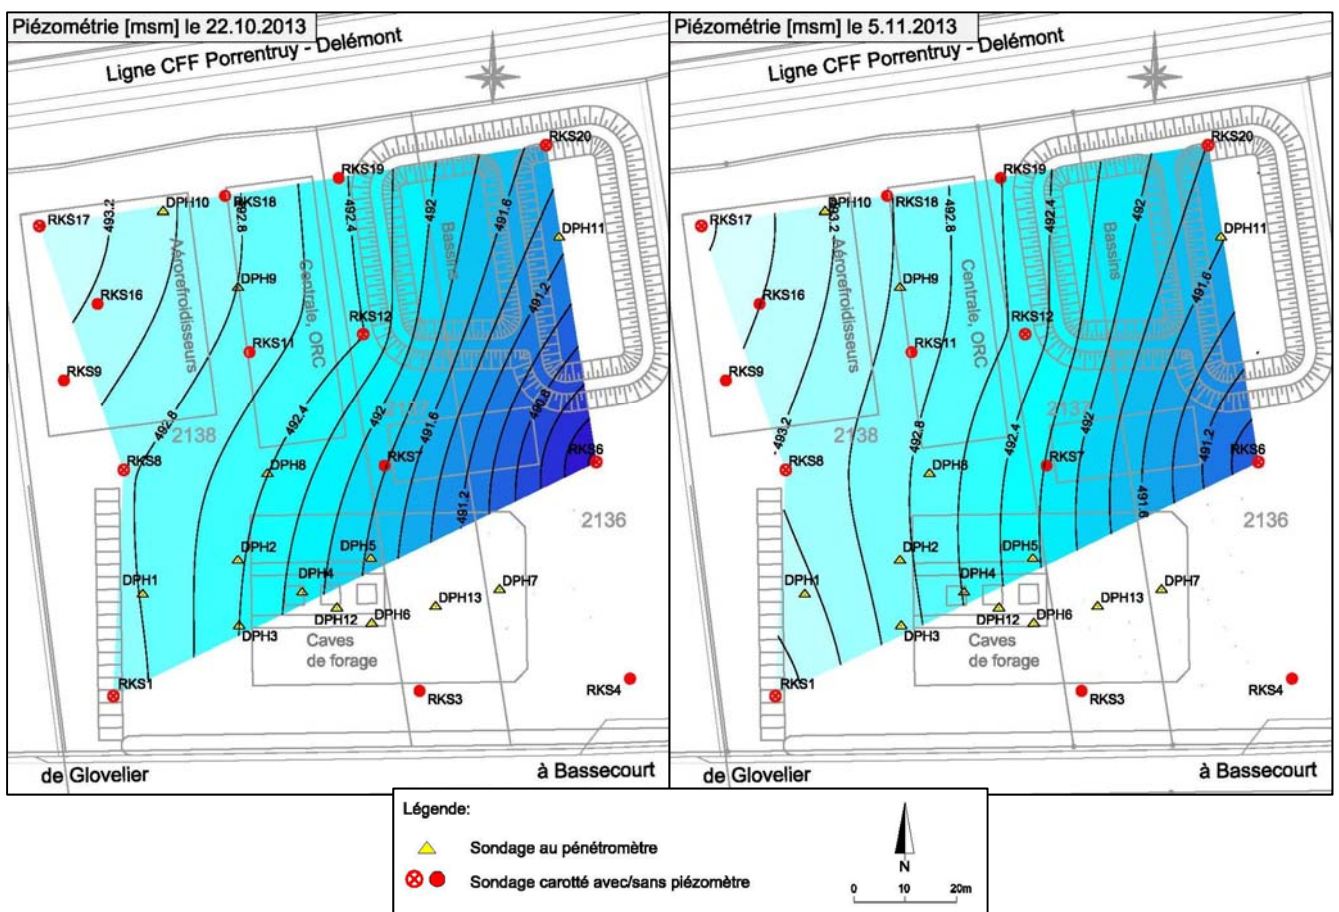 Piézométrie [msm] le 22.10.2013
Ligne CFF Porrentruy - Delémont
RKS20
RKS19
RKS18
DPH10
RKS17
493.2
492.8
492.4
492
491.6
DPH11
Bassins
Aérorefroidisseurs
Centrale, ORC
DPH9
RKS16
491.2
RKS12
RKS11
RKS9
2137
490.8
2138
492.8
492.4
492
491.6
RKS8
DPH8
RKS7
RKS6
491.2
2136
DPH2
DPH5
DPH1
DPH4
DPH7
DPH13
DPH12
DPH3
DPH6
Caves
de forage
RKS1
RKS3
RKS4
de Glovelier
à Bassecourt
Piézométrie [msm] le 5.11.2013
Ligne CFF Porrentruy - Delémont
RKS20
RKS19
RKS18
DPH10
RKS17
493.2
492.8
492.4
492
491.6
DPH11
Bassins
Aérorefroidisseurs
Centrale, ORC
DPH9
RKS16
RKS12
RKS11
RKS9
2137
2138
493.2
492.8
492.4
492
491.2
RKS8
DPH8
RKS7
RKS6
491.6
2136
DPH2
DPH5
DPH1
DPH4
DPH7
DPH13
DPH12
DPH3
DPH6
Caves
de forage
RKS1
RKS3
RKS4
de Glovelier
à Bassecourt
Légende:
Sondage au pénétromètre
Sondage carotté avec/sans piézomètre
N
0 10 20m